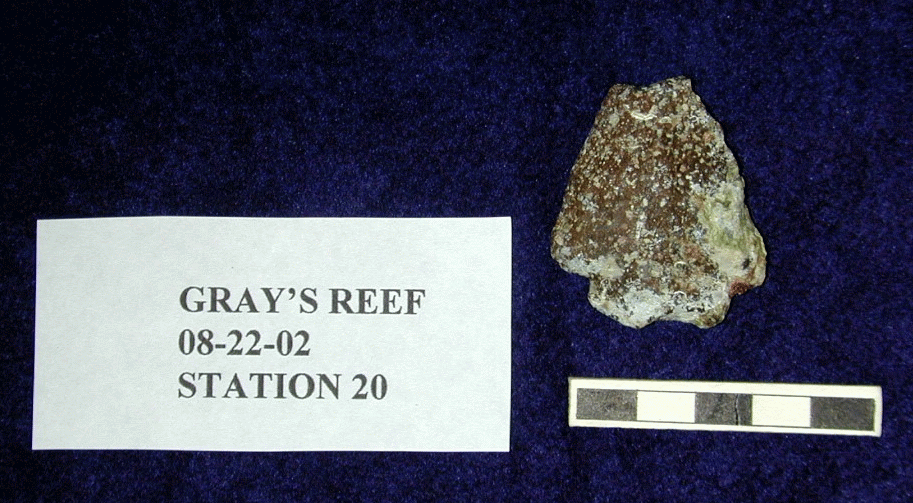 GRAY'S REEF
08-22-02
STATION 20